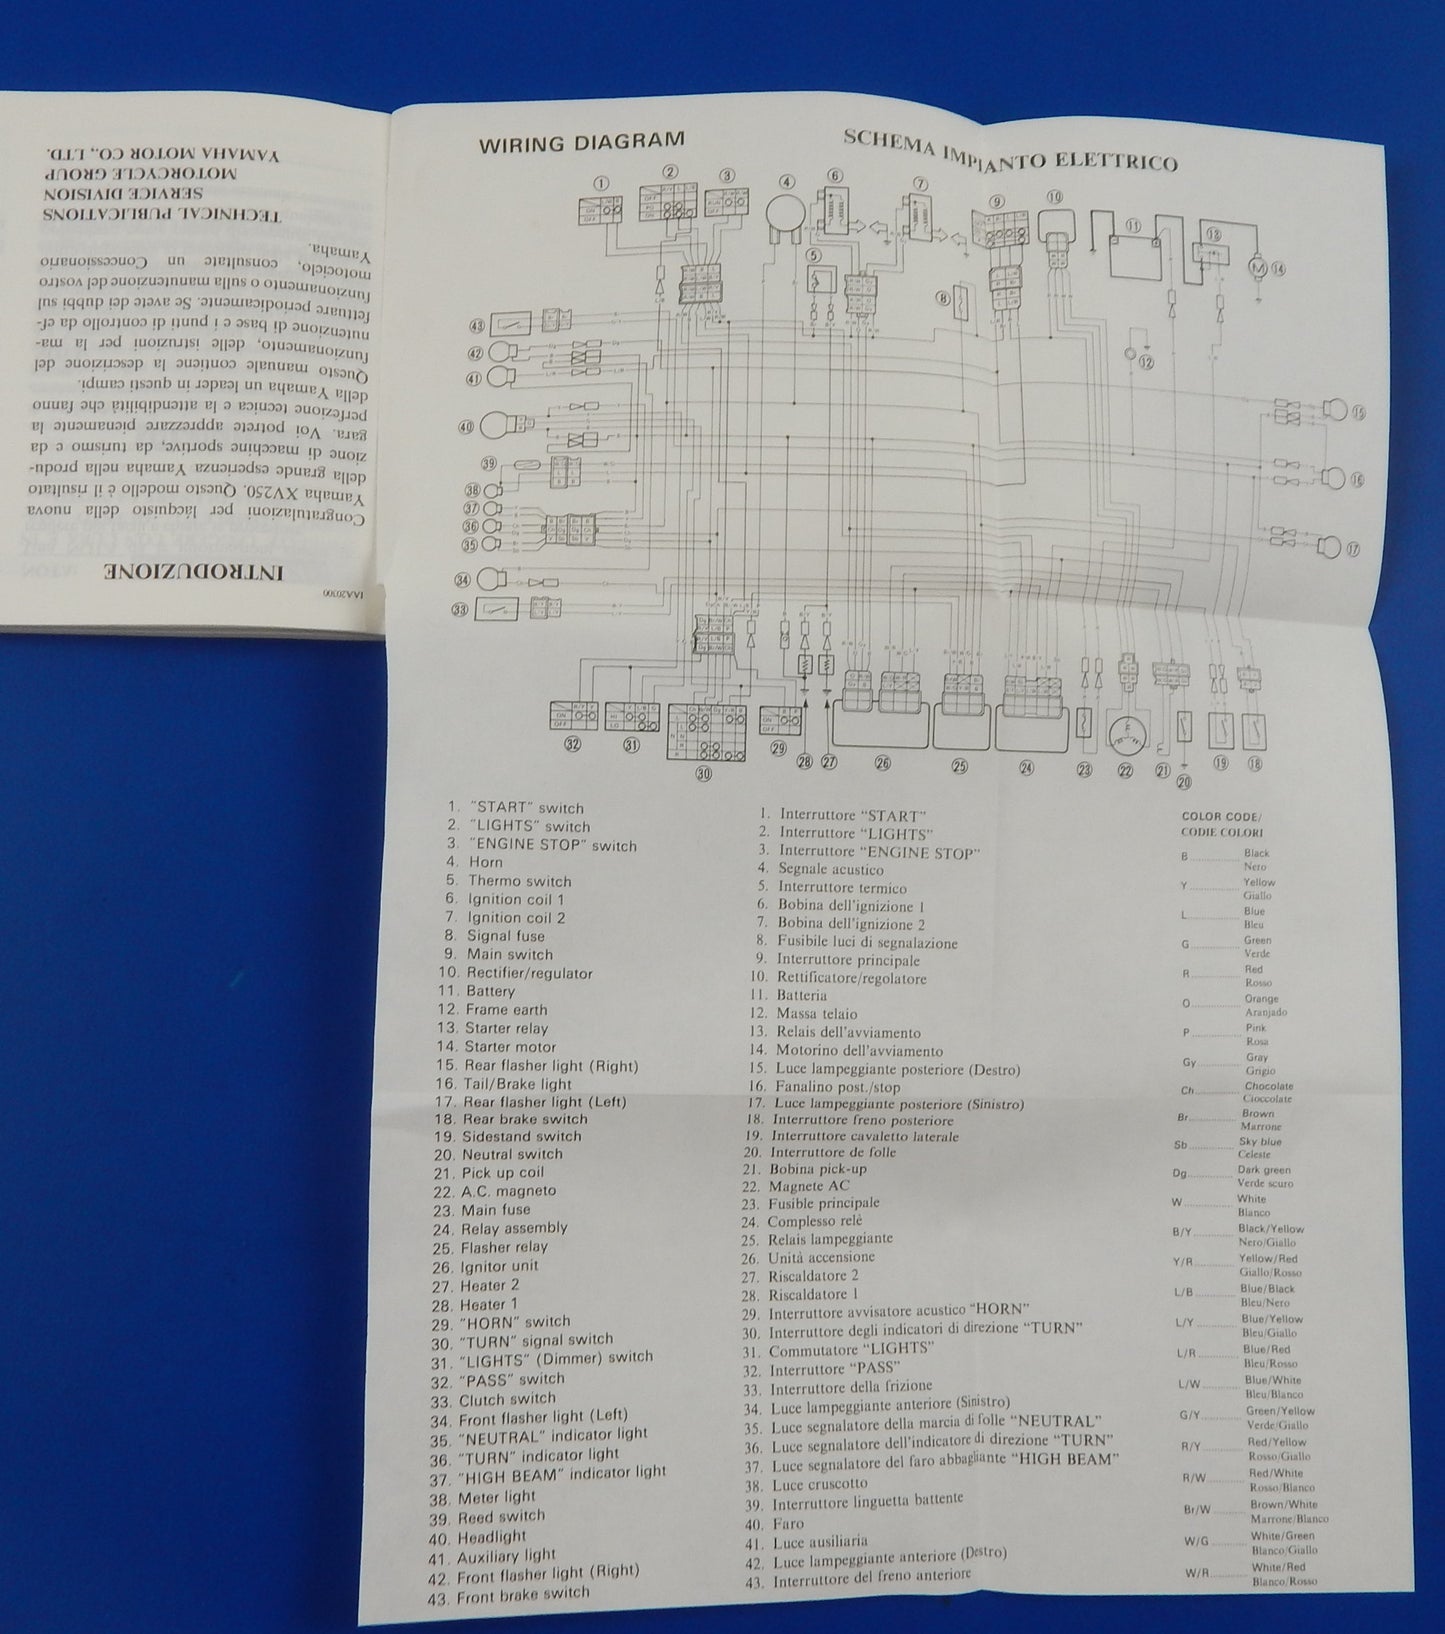 WIRING DIAGRAM
SCHEMA IMPIANTO ELETTRICO
1. "START" switch
2. "LIGHTS" switch
3. "ENGINE STOP" switch
4. Horn
5. Thermo switch
6. Ignition coil 1
7. Ignition coil 2
8. Signal fuse
9. Main switch
10. Rectifier/regulator
11. Battery
12. Frame earth
13. Starter relay
14. Starter motor
15. Rear flasher light (Right)
16. Tail/Brake light
17. Rear flasher light (Left)
18. Rear brake switch
19. Sidestand switch
20. Neutral switch
21. Pick up coil
22. A.C. magneto
23. Main fuse
24. Relay assembly
25. Flasher relay
26. Ignitor unit
27. Heater 2
28. Heater 1
29. "HORN" switch
30. "TURN" signal switch
31. "LIGHTS" (Dimmer) switch
32. "PASS" switch
33. Clutch switch
34. Front flasher light (Left)
35. "NEUTRAL" indicator light
36. "TURN" indicator light
37. "HIGH BEAM" indicator light
38. Meter light
39. Reed switch
40. Headlight
41. Auxiliary light
42. Front flasher light (Right)
43. Front brake switch
1. Interruttore "START"
2. Interruttore "LIGHTS"
3. Interruttore "ENGINE STOP"
4. Segnale acustico
5. Interruttore termico
6. Bobina dell'ignizione 1
7. Bobina dell'ignizione 2
8. Fusibile luci di segnalazione
9. Interruttore principale
10. Rettificatore/regolatore
11. Batteria
12. Massa telaio
13. Relais dell'avviamento
14. Motorino dell'avviamento
15. Luce lampeggiante posteriore (Destro)
16. Fanalino post./stop
17. Luce lampeggiante posteriore (Sinistro)
18. Interruttore freno posteriore
19. Interruttore cavaletto laterale
20. Interruttore de folle
21. Bobina pick-up
22. Magnete AC
23. Fusible principale
24. Complesso relè
25. Relais lampeggiante
26. Unità accensione
27. Riscaldatore 2
28. Riscaldatore 1
29. Interruttore avvisatore acustico "HORN"
30. Interruttore degli indicatori di direzione "TURN"
31. Commutatore "LIGHTS"
32. Interruttore "PASS"
33. Interruttore della frizione
34. Luce lampeggiante anteriore (Sinistro)
35. Luce segnalatore della marcia di folle "NEUTRAL"
36. Luce segnalatore dell'indicatore di direzione "TURN"
37. Luce segnalatore del faro abbagliante "HIGH BEAM"
38. Luce cruscotto
39. Interruttore linguetta battente
40. Faro
41. Luce ausiliaria
42. Luce lampeggiante anteriore (Destro)
43. Interruttore del freno anteriore
COLOR CODE/
CODIE COLORI
B Black
Nero
Y Yellow
Giallo
L Blue
Bleu
G Green
Verde
R Red
Rosso
O Orange
Aranjado
P Pink
Rosa
Gy Gray
Grigio
Ch Chocolate
Cioccolate
Br Brown
Marrone
Sb Sky blue
Celeste
Dg Dark green
Verde scuro
W White
Blanco
B/Y Black/Yellow
Nero/Giallo
Y/R Yellow/Red
Giallo/Rosso
L/B Blue/Black
Bleu/Nero
L/Y Blue/Yellow
Bleu/Giallo
L/R Blue/Red
Bleu/Rosso
L/W Blue/White
Bleu/Blanco
G/Y Green/Yellow
Verde/Giallo
R/Y Red/Yellow
Rosso/Giallo
R/W Red/White
Rosso/Blanco
Br/W Brown/White
Marrone/Blanco
W/G White/Green
Blanco/Giallo
W/R White/Red
Blanco/Rosso
IAA20300
INTRODUZIONE
Congratulazioni per lácquisto della nuova
Yamaha XV250. Questo modello è il risultato
della grande esperienza Yamaha nella produ-
zione di macchine sportive, da turismo e da
gara. Voi potrete apprezzare pienamente la
perfezione tecnica e la attendibilità che fanno
della Yamaha un leader in questi campi.
Questo manuale contiene la descrizione del
funzionamento, delle istruzioni per la ma-
nutenzione di base e i punti di controllo da ef-
fettuare periodicamente. Se avete dei dubbi sul
funzionamento o sulla manutenzione del vostro
motociclo, consultate un Concessionario
Yamaha.
TECHNICAL PUBLICATIONS
SERVICE DIVISION
MOTORCYCLE GROUP
YAMAHA MOTOR CO., LTD.